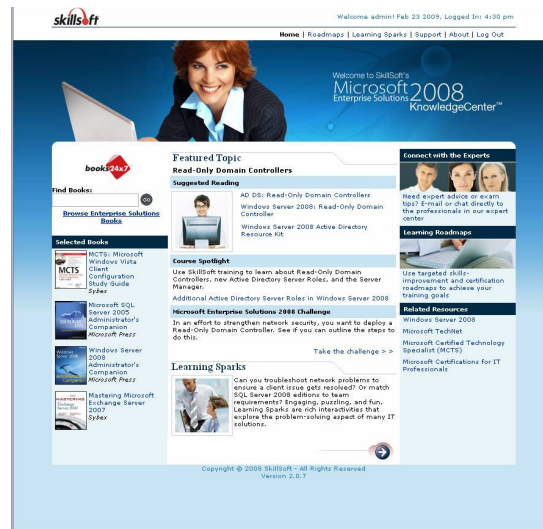 skillsoft
Welcome admin! Feb 23 2009, Logged In: 4:30 pm
Home | Roadmaps | Learning Sparks | Support | About | Log Out
Welcome to SkillSoft's
Microsoft
Enterprise Solutions 2008
KnowledgeCenter™
books24x7
Find Books:
GO
Browse Enterprise Solutions
Books
Selected Books
MCTS
MCTS: Microsoft
Windows Vista
Client
Configuration
Study Guide
Sybex
Microsoft SQL
Server 2005
Administrator's
Companion
Microsoft Press
Windows Server
2008
Administrator's
Companion
Microsoft Press
MASTERING
Mastering Microsoft
Exchange Server
2007
Sybex
Featured Topic
Read-Only Domain Controllers
Suggested Reading
AD DS: Read-Only Domain Controllers
Windows Server 2008: Read-Only Domain
Controller
Windows Server 2008 Active Directory
Resource Kit
Course Spotlight
Use SkillSoft training to learn about Read-Only Domain
Controllers, new Active Directory Server Roles, and the Server
Manager.
Additional Active Directory Server Roles in Windows Server 2008
Microsoft Enterprise Solutions 2008 Challenge
In an effort to strengthen network security, you want to deploy a
Read-Only Domain Controller. See if you can outline the steps to
do this.
Take the challenge > >
Learning Sparks
Can you troubleshoot network problems to
ensure a client issue gets resolved? Or match
SQL Server 2008 editions to team
requirements? Engaging, puzzling, and fun,
Learning Sparks are rich interactivities that
explore the problem-solving aspect of many IT
solutions.
Connect with the Experts
Need expert advice or exam
tips? E-mail or chat directly to
the professionals in our expert
center
Learning Roadmaps
Use targeted skills-
improvement and certification
roadmaps to achieve your
training goals
Related Resources
Windows Server 2008
Microsoft TechNet
Microsoft Certified Technology
Specialist (MCTS)
Microsoft Certifications for IT
Professionals
Copyright © 2008 SkillSoft - All Rights Reserved
Version 2.0.7